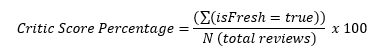 Critic Score Percentage = (∑(isFresh = true)) / N (total reviews) x 100